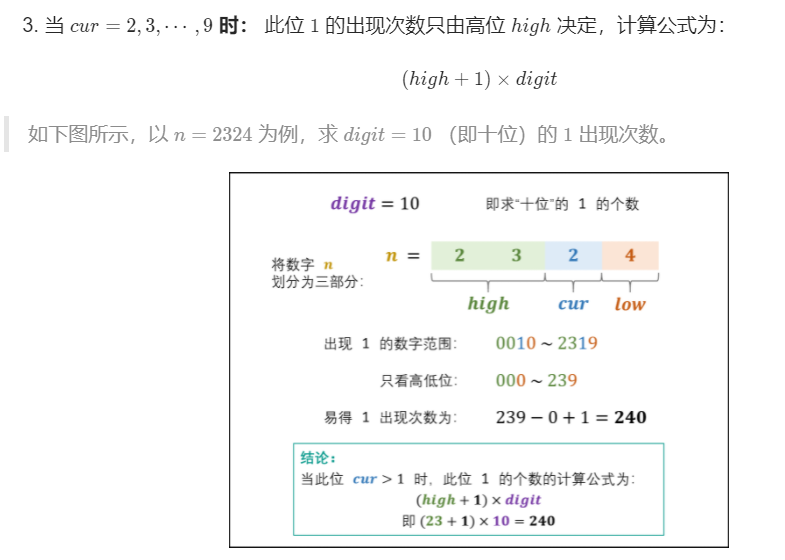 3. 当 cur = 2, 3, ⋯ , 9 时： 此位 1 的出现次数只由高位 high 决定，计算公式为：
(high + 1) × digit
如下图所示，以 n = 2324 为例，求 digit = 10 （即十位）的 1 出现次数。
digit = 10 即求“十位”的 1 的个数
将数字 n
划分为三部分：
n = 2 3 2 4
high cur low
出现 1 的数字范围： 0010 ~ 2319
只看高低位： 000 ~ 239
易得 1 出现次数为： 239 − 0 + 1 = 240
结论：
当此位 cur > 1 时，此位 1 的个数的计算公式为：
(high + 1) × digit
即 (23 + 1) × 10 = 240